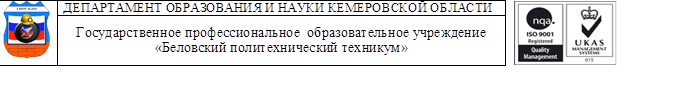 ДЕПАРТАМЕНТ ОБРАЗОВАНИЯ И НАУКИ КЕМЕРОВСКОЙ ОБЛАСТИ
Государственное профессиональное образовательное учреждение
«Беловский политехнический техникум»
nqa
ISO 9001
Registered
Quality
Management
UKAS
MANAGEMENT
SYSTEMS
015